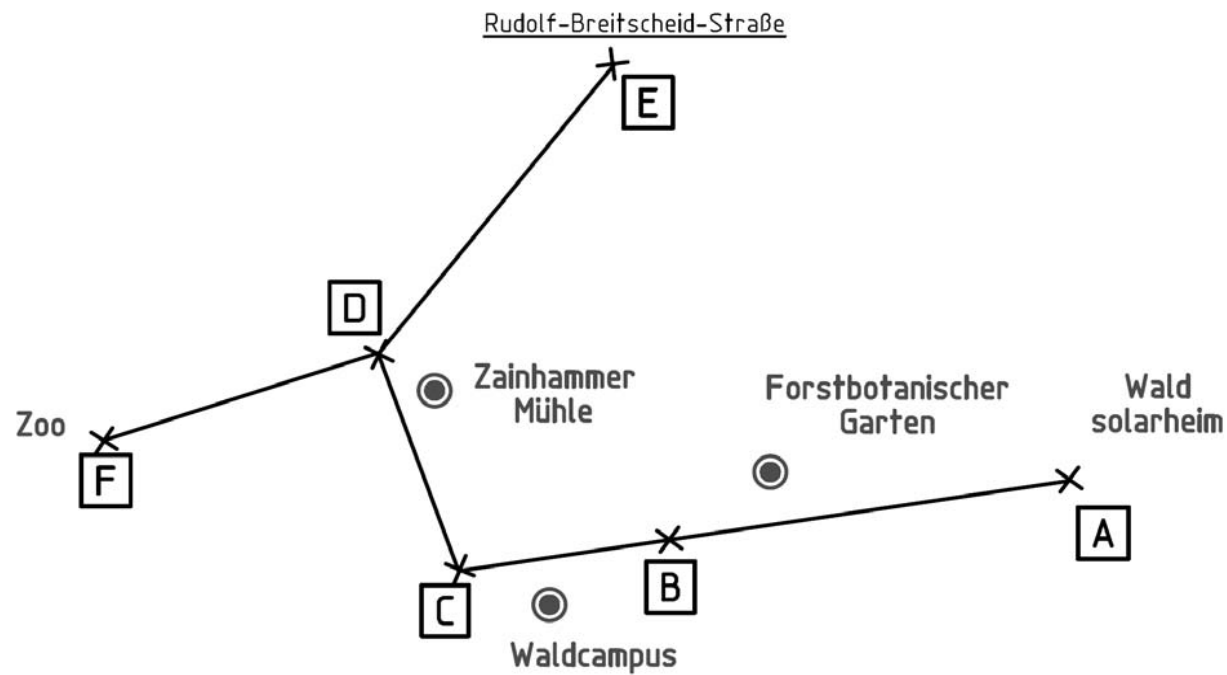 Rudolf-Breitscheid-Straße
E
D
Zainhammer
Mühle
Forstbotanischer
Garten
Wald
solarheim
Zoo
F
A
B
C
Waldcampus